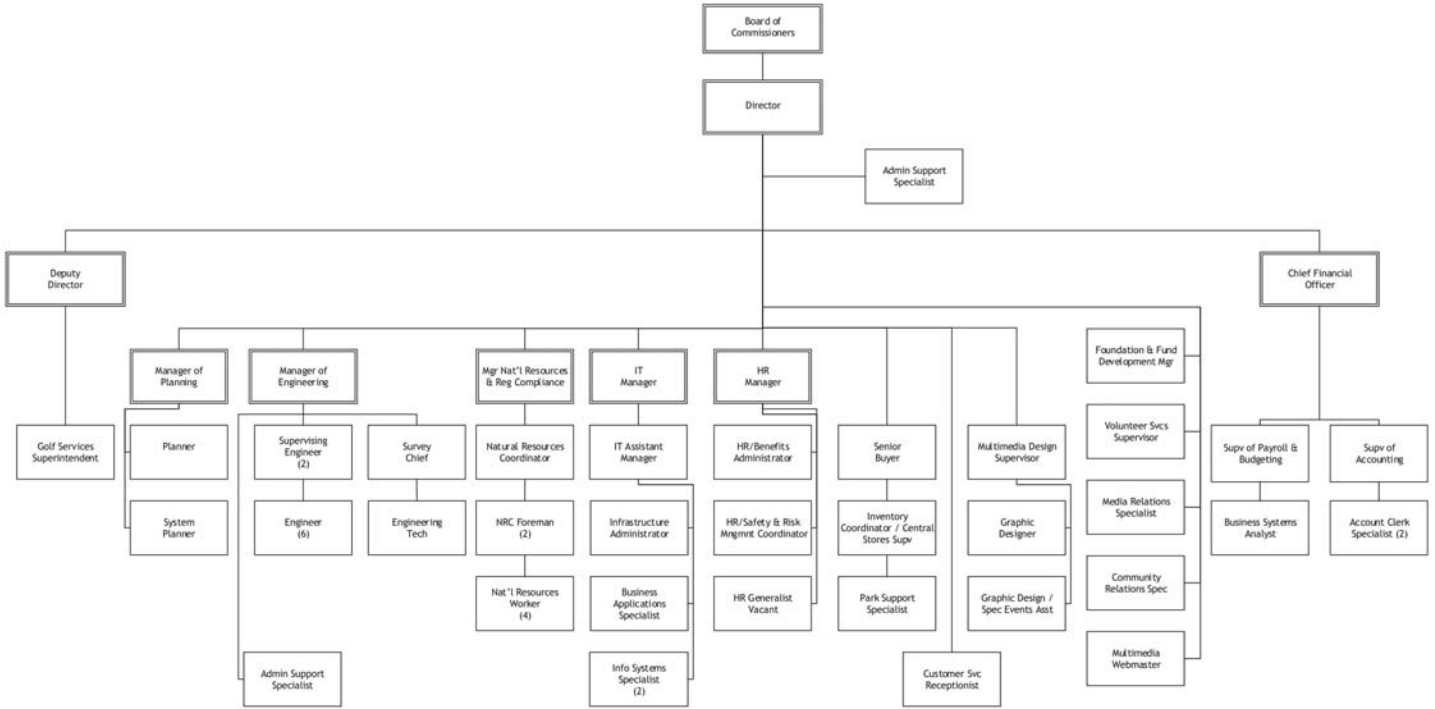 Board of
Commissioners
Director
Admin Support
Specialist
Deputy
Director
Chief Financial
Officer
Manager of
Planning
Manager of
Engineering
Mgr Nat'l Resources
& Reg Compliance
IT
Manager
HR
Manager
Foundation & Fund
Development Mgr
Golf Services
Superintendent
Planner
Supervising
Engineer
(2)
Survey
Chief
Natural Resources
Coordinator
IT Assistant
Manager
HR/Benefits
Administrator
Senior
Buyer
Multimedia Design
Supervisor
Volunteer Svcs
Supervisor
Supv of Payroll &
Budgeting
Supv of
Accounting
System
Planner
Engineer
(6)
Engineering
Tech
NRC Foreman
(2)
Infrastructure
Administrator
HR/Safety & Risk
Mngmnt Coordinator
Inventory
Coordinator / Central
Stores Supv
Graphic
Designer
Media Relations
Specialist
Business Systems
Analyst
Account Clerk
Specialist (2)
Nat'l Resources
Worker
(4)
Business
Applications
Specialist
HR Generalist
Vacant
Park Support
Specialist
Graphic Design /
Spec Events Asst
Community
Relations Spec
Admin Support
Specialist
Info Systems
Specialist
(2)
Customer Svc
Receptionist
Multimedia
Webmaster